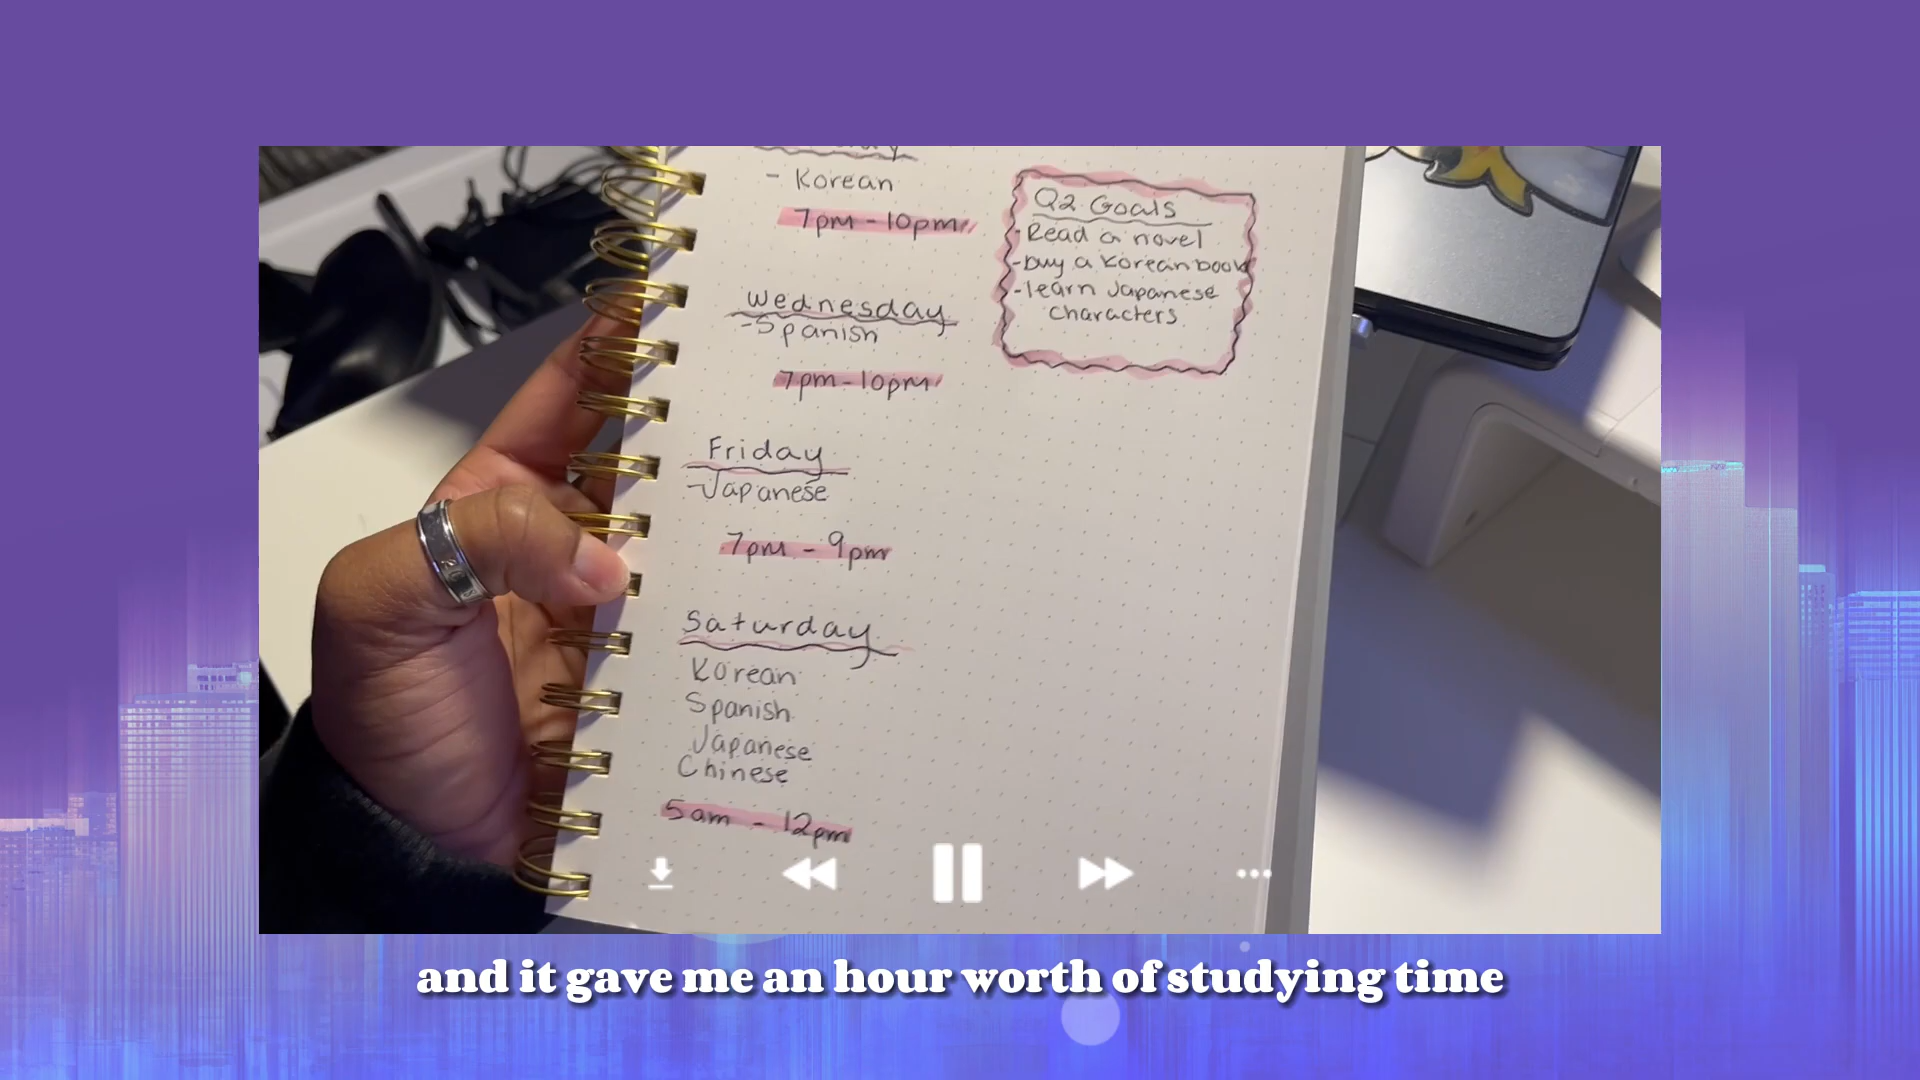 - Korean
7pm - 10pm
Wednesday
- Spanish
7pm - 10pm
Friday
- Japanese
7pm - 9pm
Saturday
Korean
Spanish
Japanese
Chinese
5am - 12pm
Q2 Goals
- Read a novel
- buy a Korean book
- learn Japanese
characters
and it gave me an hour worth of studying time